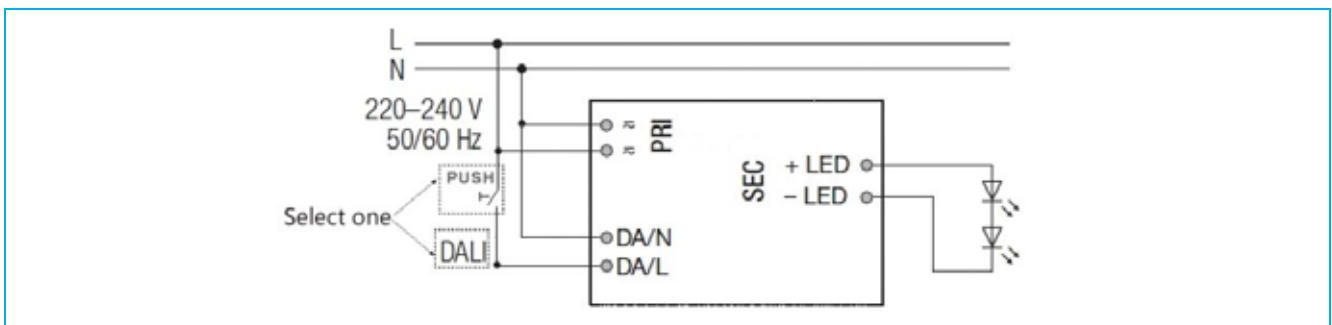 L
N
220–240 V
50/60 Hz
PUSH
Select one
DALI
PRI
SEC
+ LED
– LED
DA/N
DA/L